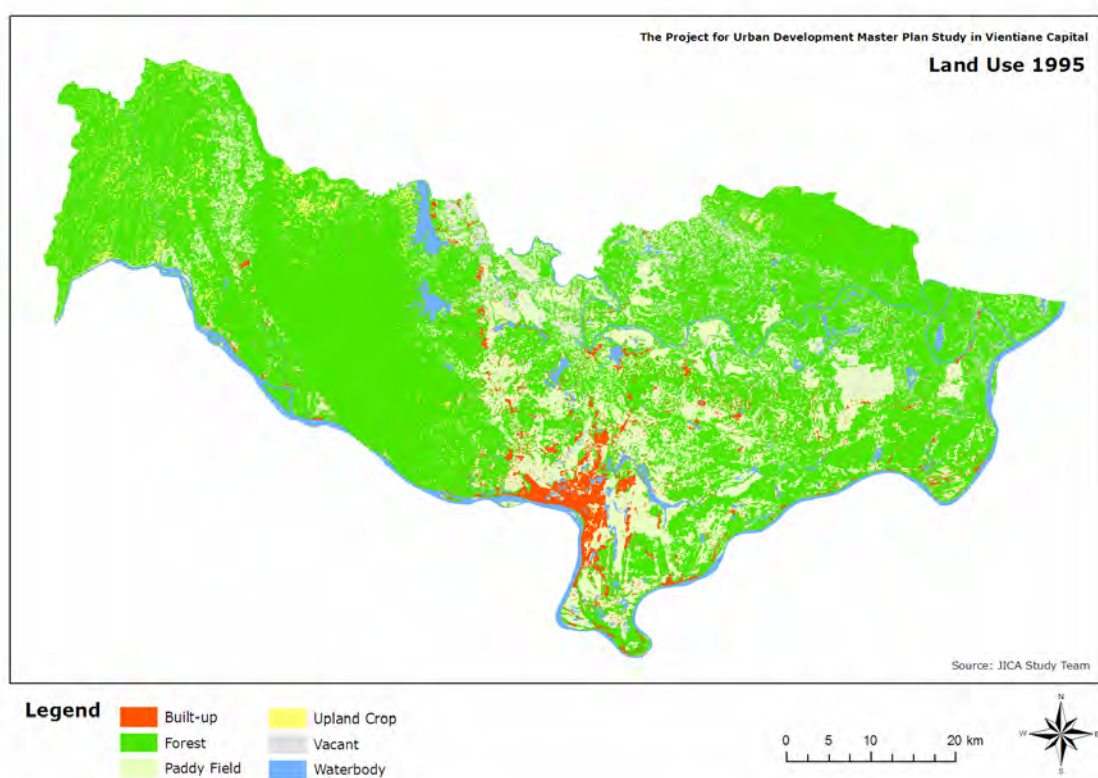 The Project for Urban Development Master Plan Study in Vientiane Capital
Land Use 1995
Source: JICA Study Team
Legend
Built-up
Forest
Paddy Field
Upland Crop
Vacant
Waterbody
0 5 10 20 km
N
W E
S